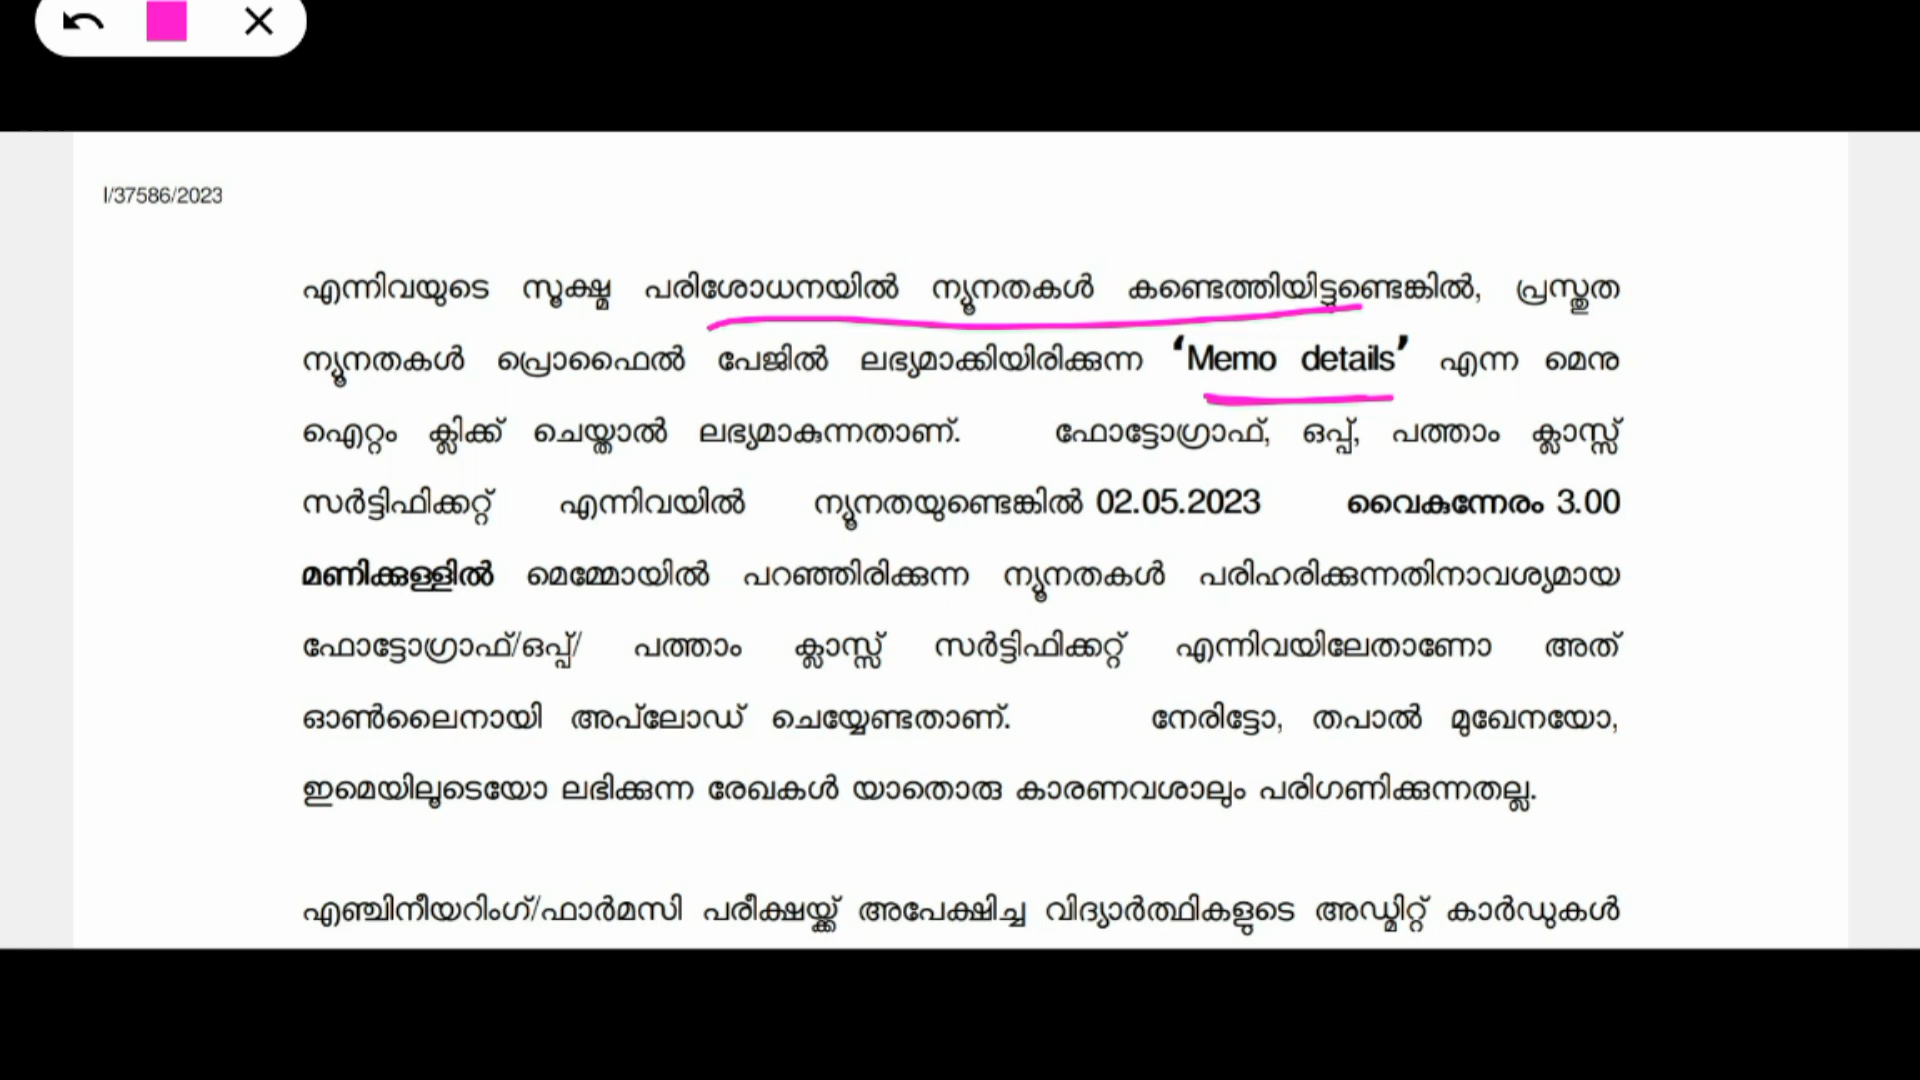 I/37586/2023
എന്നിവയുടെ സൂക്ഷ്മ പരിശോധനയിൽ ന്യൂനതകൾ കണ്ടെത്തിയിട്ടുണ്ടെങ്കിൽ, പ്രസ്തുത
ന്യൂനതകൾ പ്രൊഫൈൽ പേജിൽ ലഭ്യമാക്കിയിരിക്കുന്ന ‘Memo details’ എന്ന മെനു
ഐറ്റം ക്ലിക്ക് ചെയ്താൽ ലഭ്യമാകുന്നതാണ്. ഫോട്ടോഗ്രാഫ്, ഒപ്പ്, പത്താം ക്ലാസ്സ്
സർട്ടിഫിക്കറ്റ് എന്നിവയിൽ ന്യൂനതയുണ്ടെങ്കിൽ 02.05.2023 വൈകുന്നേരം 3.00
മണിക്കുള്ളിൽ മെമ്മോയിൽ പറഞ്ഞിരിക്കുന്ന ന്യൂനതകൾ പരിഹരിക്കുന്നതിനാവശ്യമായ
ഫോട്ടോഗ്രാഫ്/ഒപ്പ്/ പത്താം ക്ലാസ്സ് സർട്ടിഫിക്കറ്റ് എന്നിവയിലേതാണോ അത്
ഓൺലൈനായി അപ്‌ലോഡ് ചെയ്യേണ്ടതാണ്. നേരിട്ടോ, തപാൽ മുഖേനയോ,
ഇമെയിലൂടെയോ ലഭിക്കുന്ന രേഖകൾ യാതൊരു കാരണവശാലും പരിഗണിക്കുന്നതല്ല.
എഞ്ചിനീയറിംഗ്/ഫാർമസി പരീക്ഷയ്ക്ക് അപേക്ഷിച്ച വിദ്യാർത്ഥികളുടെ അഡ്മിറ്റ് കാർഡുകൾ